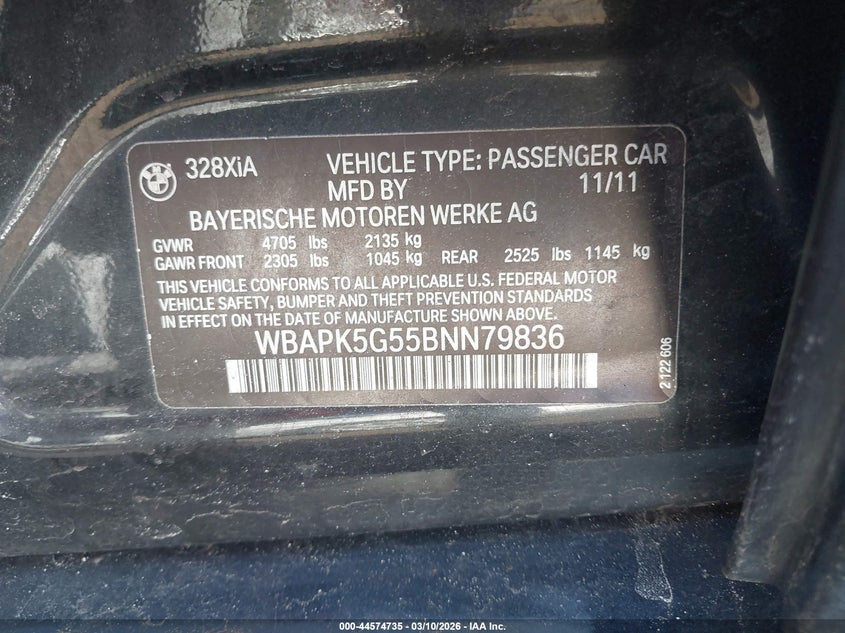 328XiA VEHICLE TYPE: PASSENGER CAR
MFD BY 11/11
BAYERISCHE MOTOREN WERKE AG
GVWR 4705 lbs 2135 kg
GAWR FRONT 2305 lbs 1045 kg REAR 2525 lbs 1145 kg
THIS VEHICLE CONFORMS TO ALL APPLICABLE U.S. FEDERAL MOTOR
VEHICLE SAFETY, BUMPER AND THEFT PREVENTION STANDARDS
IN EFFECT ON THE DATE OF MANUFACTURE SHOWN ABOVE.
WBAPK5G55BNN79836
2 122 606
000-44574735 — 03/10/2026 — IAA Inc.